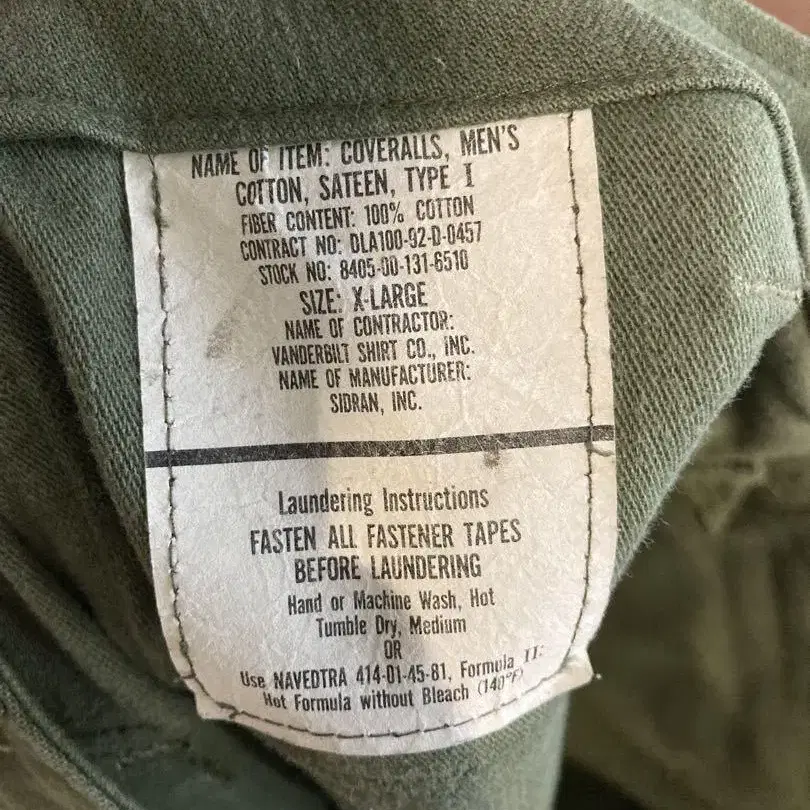 NAME OF ITEM: COVERALLS, MEN'S
COTTON, SATEEN, TYPE I
FIBER CONTENT: 100% COTTON
CONTRACT NO: DLA100-92-D-0457
STOCK NO: 8405-00-131-6510
SIZE: X-LARGE
NAME OF CONTRACTOR:
VANDERBILT SHIRT CO., INC.
NAME OF MANUFACTURER:
SIDRAN, INC.
Laundering Instructions
FASTEN ALL FASTENER TAPES
BEFORE LAUNDERING
Hand or Machine Wash, Hot
Tumble Dry, Medium
OR
Use NAVEDTRA 414-01-45-81, Formula II:
Hot Formula without Bleach (140°F)